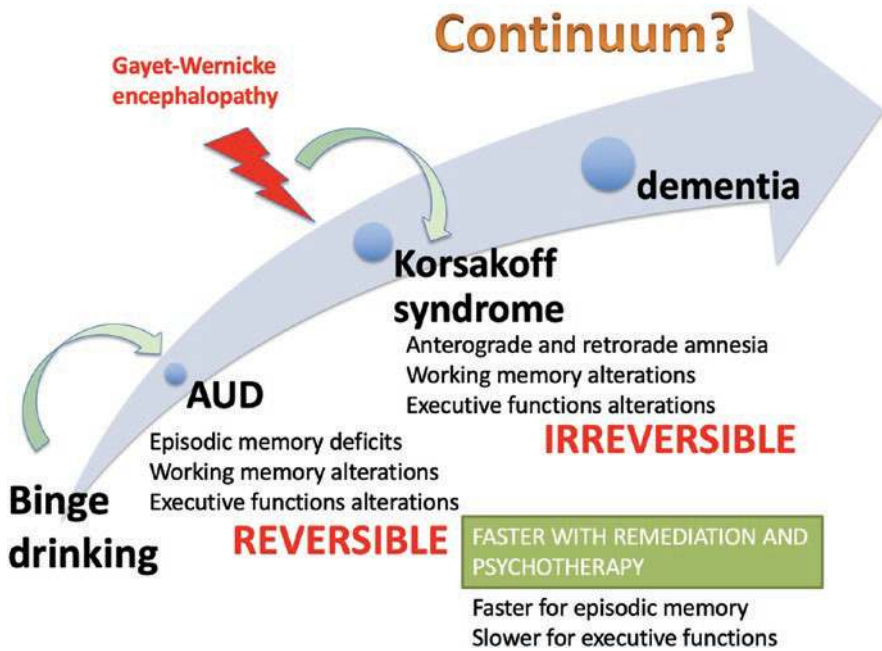 Continuum?
Gayet-Wernicke
encephalopathy
dementia
Korsakoff
syndrome
Anterograde and retrorade amnesia
Working memory alterations
Executive functions alterations
IRREVERSIBLE
AUD
Episodic memory deficits
Working memory alterations
Executive functions alterations
REVERSIBLE
Binge
drinking
FASTER WITH REMEDIATION AND
PSYCHOTHERAPY
Faster for episodic memory
Slower for executive functions